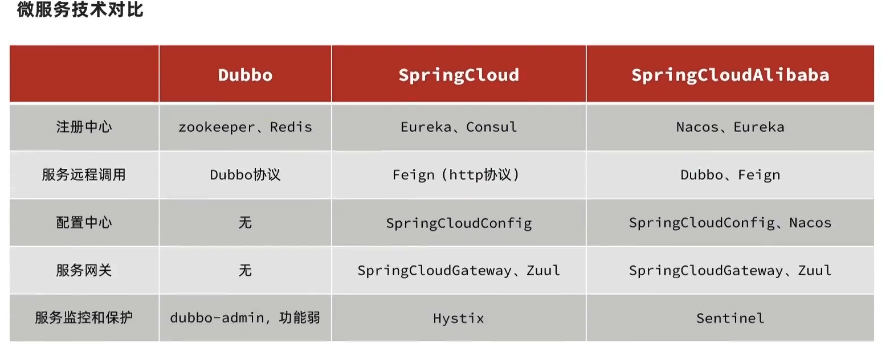 微服务技术对比
Dubbo SpringCloud SpringCloudAlibaba
注册中心 zookeeper、Redis Eureka、Consul Nacos、Eureka
服务远程调用 Dubbo协议 Feign（http协议） Dubbo、Feign
配置中心 无 SpringCloudConfig SpringCloudConfig、Nacos
服务网关 无 SpringCloudGateway、Zuul SpringCloudGateway、Zuul
服务监控和保护 dubbo-admin，功能弱 Hystix Sentinel